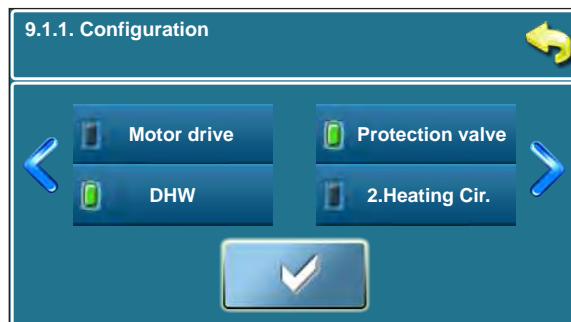 9.1.1. Configuration
Motor drive
Protection valve
DHW
2.Heating Cir.